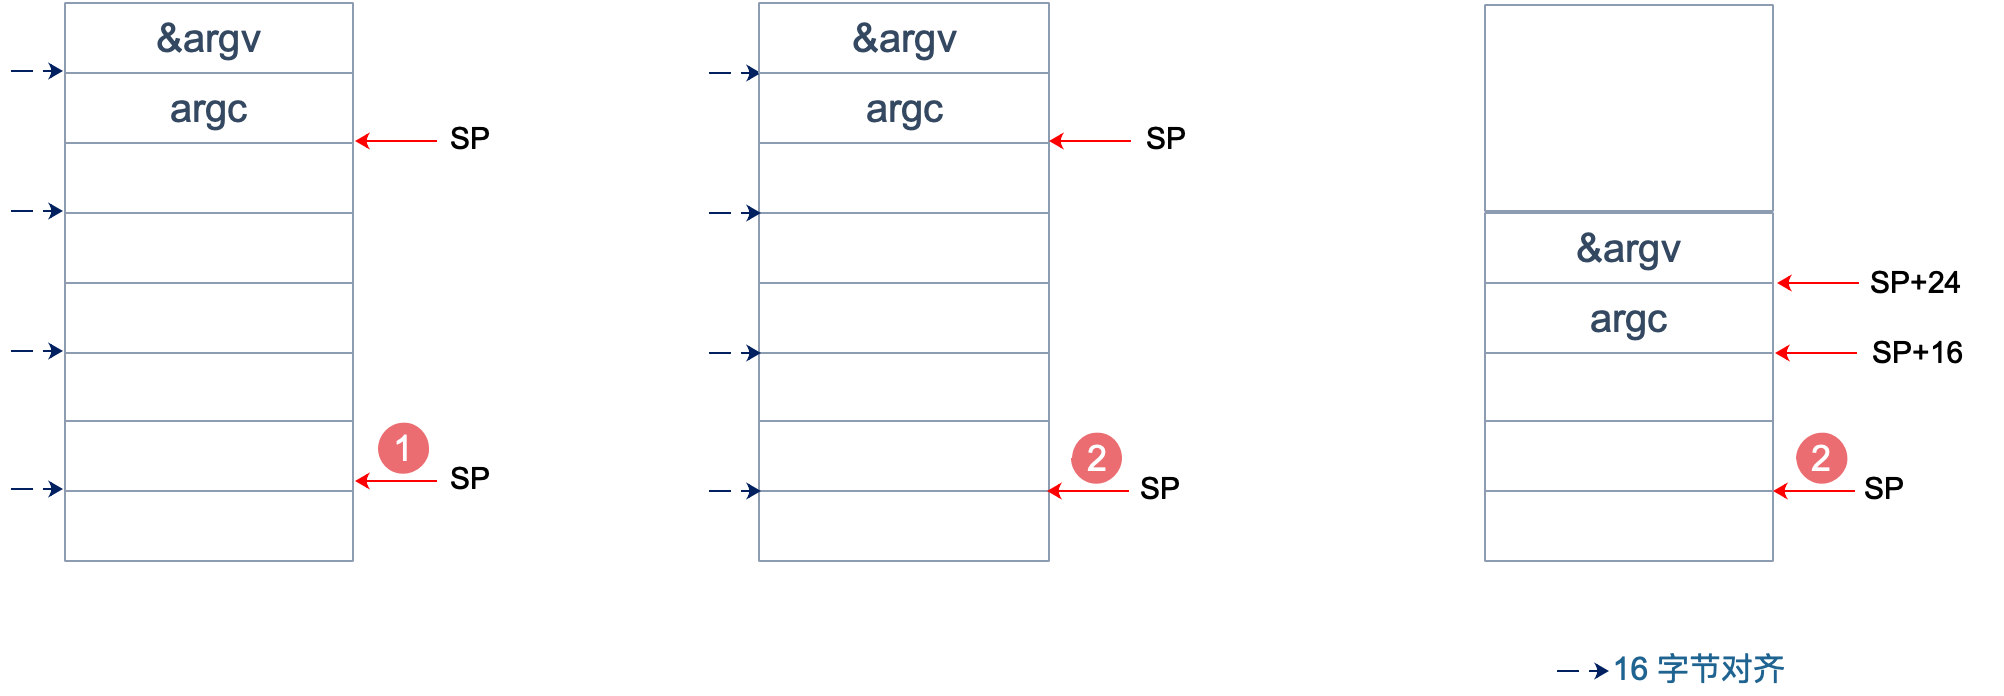 &argv
argc
SP
1
SP
&argv
argc
SP
2
SP
&argv
SP+24
argc
SP+16
2
SP
16 字节对齐